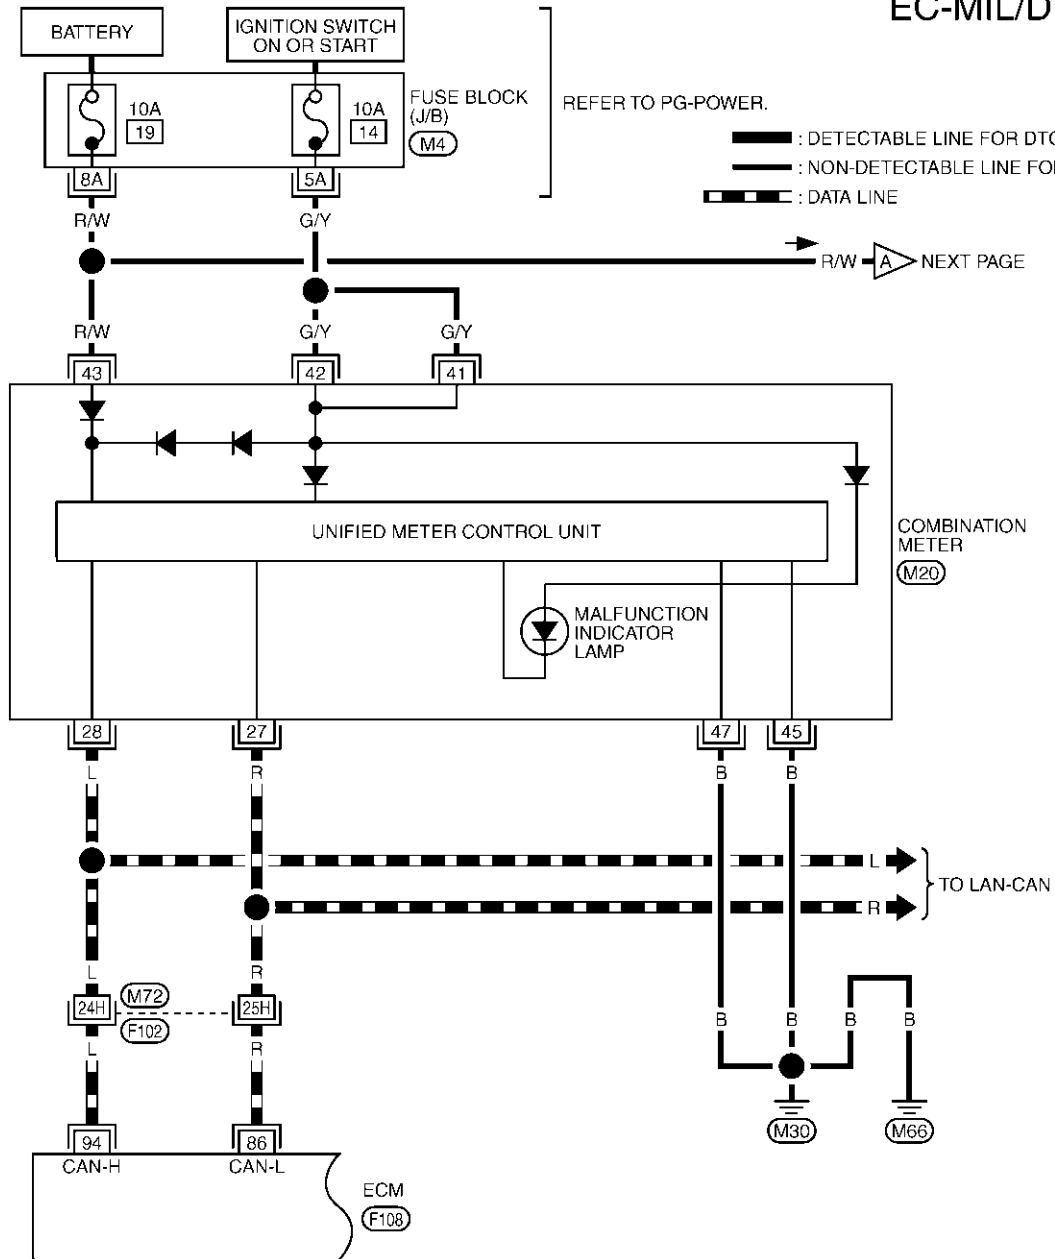 EC-MIL/D
BATTERY
IGNITION SWITCH
ON OR START
10A
19
10A
14
FUSE BLOCK
(J/B)
M4
REFER TO PG-POWER.
: DETECTABLE LINE FOR DTC
: NON-DETECTABLE LINE FOR
: DATA LINE
8A
5A
R/W
G/Y
R/W
A
NEXT PAGE
R/W
G/Y
G/Y
43
42
41
UNIFIED METER CONTROL UNIT
COMBINATION
METER
M20
MALFUNCTION
INDICATOR
LAMP
28
27
47
45
L
R
B
B
L
R
TO LAN-CAN
L
R
24H
M72
F102
25H
L
R
B
B
B
B
M30
M66
94
86
CAN-H
CAN-L
ECM
F108